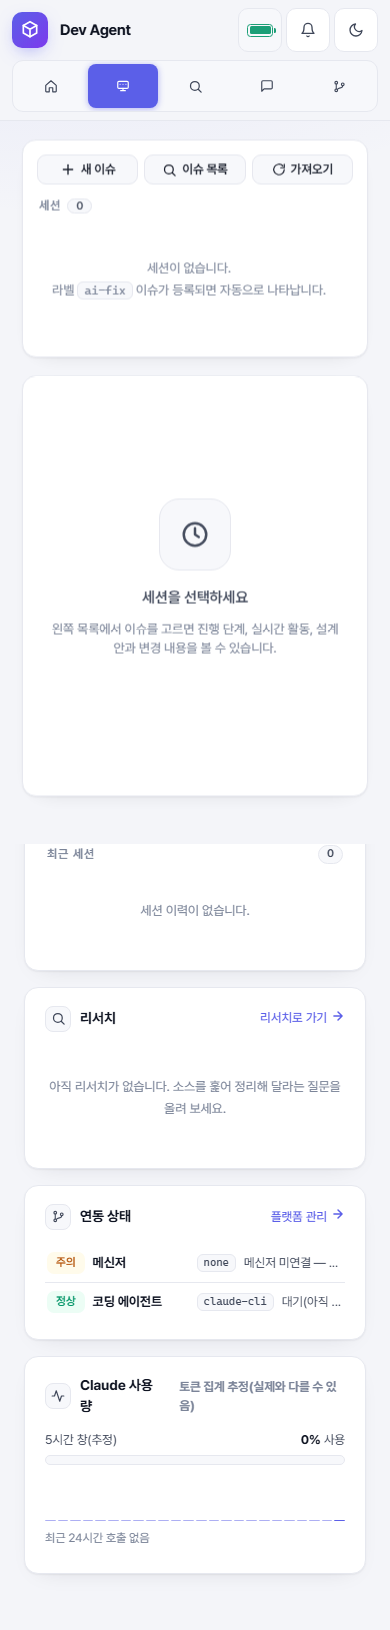 Dev Agent
새 이슈
이슈 목록
가져오기
세션 0
세션이 없습니다.
라벨 ai-fix 이슈가 등록되면 자동으로 나타납니다.
세션을 선택하세요
왼쪽 목록에서 이슈를 고르면 진행 단계, 실시간 활동, 설계
안과 변경 내용을 볼 수 있습니다.
최근 세션 0
세션 이력이 없습니다.
리서치 리서치로 가기 →
아직 리서치가 없습니다. 소스를 훑어 정리해 달라는 질문을
올려 보세요.
연동 상태 플랫폼 관리 →
주의 메신저 none 메신저 미연결 — ...
정상 코딩 에이전트 claude-cli 대기(아직 ...
Claude 사용
량
토큰 집계 추정(실제와 다를 수 있
음)
5시간 창(추정) 0% 사용
최근 24시간 호출 없음